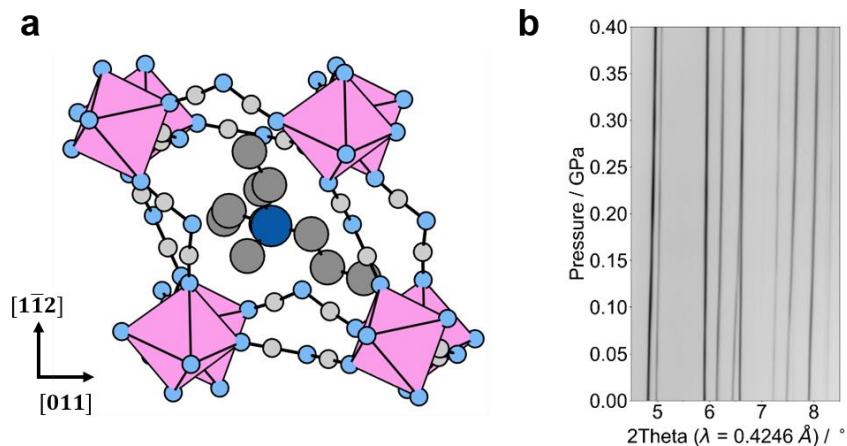 a
b
[11̅2]
[011]
Pressure / GPa
0.40
0.35
0.30
0.25
0.20
0.15
0.10
0.05
0.00
5 6 7 8
2Theta (λ = 0.4246 Å) / °